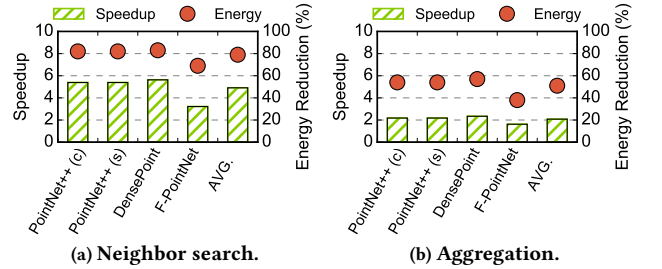 Speedup Energy
10
8
6
4
2
0
Speedup
100
80
60
40
20
0
Energy Reduction (%)
PointNet++ (c)
PointNet++ (s)
DensePoint
F-PointNet
AVG.
(a) Neighbor search.
Speedup Energy
10
8
6
4
2
0
Speedup
100
80
60
40
20
0
Energy Reduction (%)
PointNet++ (c)
PointNet++ (s)
DensePoint
F-PointNet
AVG.
(b) Aggregation.